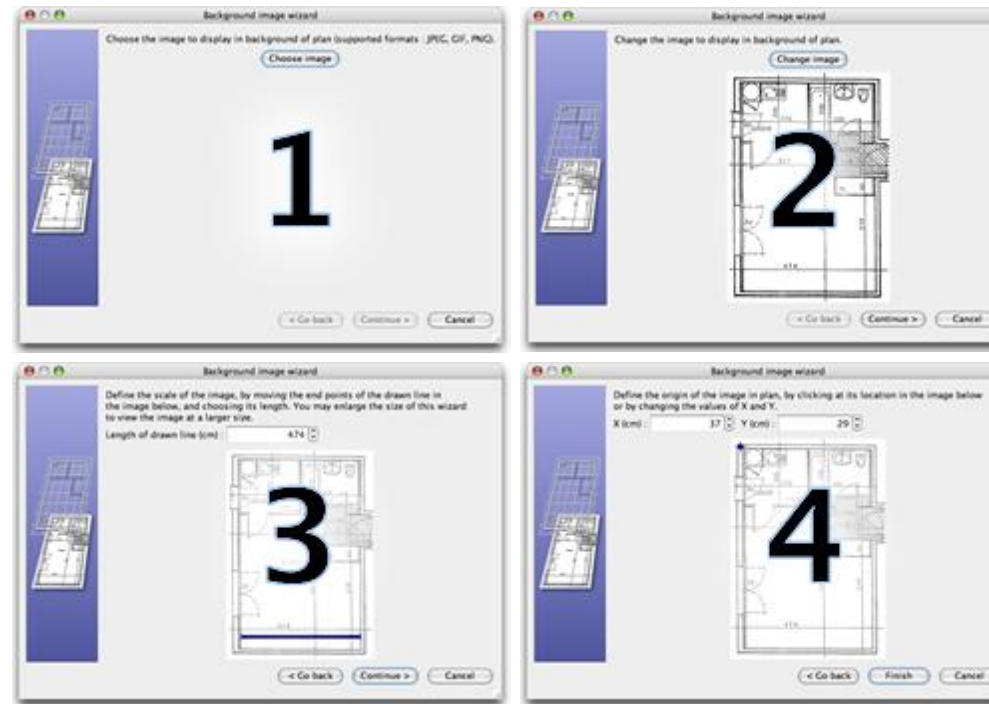 Background image wizard
Choose the image to display in background of plan (supported formats : JPEG, GIF, PNG).
Choose image
1
< Go back
Continue >
Cancel
Background image wizard
Change the image to display in background of plan.
Change image
2
< Go back
Continue >
Cancel
Background image wizard
Define the scale of the image, by moving the end points of the drawn line in
the image below, and choosing its length. You may enlarge the size of this wizard
to view the image at a larger size.
Length of drawn line (cm) : 474
3
< Go back
Continue >
Cancel
Background image wizard
Define the origin of the image in plan, by clicking at its location in the image below
or by changing the values of X and Y.
X (cm) : 37 Y (cm) : 29
4
< Go back
Finish
Cancel